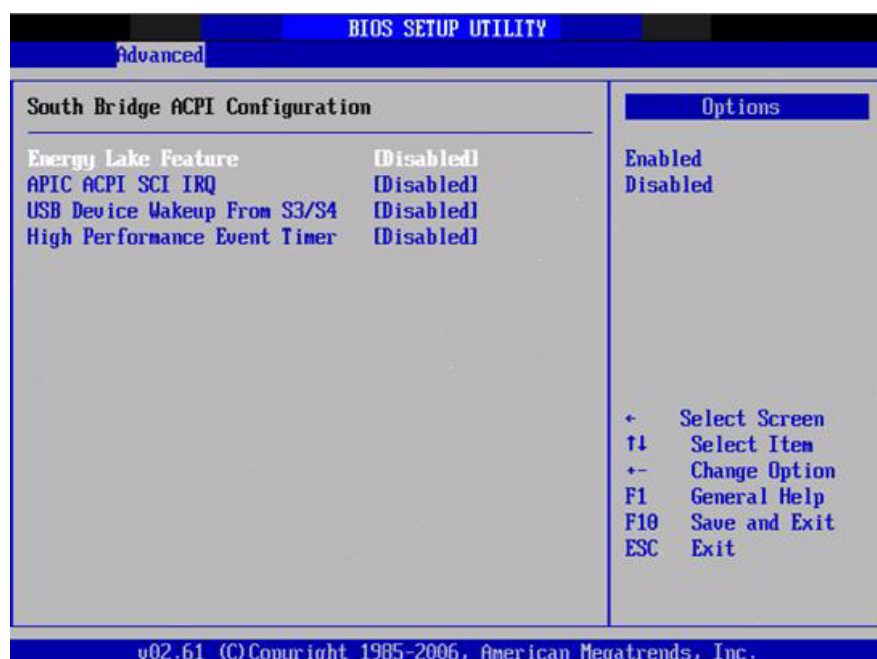 BIOS SETUP UTILITY
Advanced
South Bridge ACPI Configuration
Energy Lake Feature [Disabled]
APIC ACPI SCI IRQ [Disabled]
USB Device Wakeup From S3/S4 [Disabled]
High Performance Event Timer [Disabled]
Options
Enabled
Disabled
← Select Screen
↑↓ Select Item
+- Change Option
F1 General Help
F10 Save and Exit
ESC Exit
v02.61 (C)Copyright 1985-2006, American Megatrends, Inc.